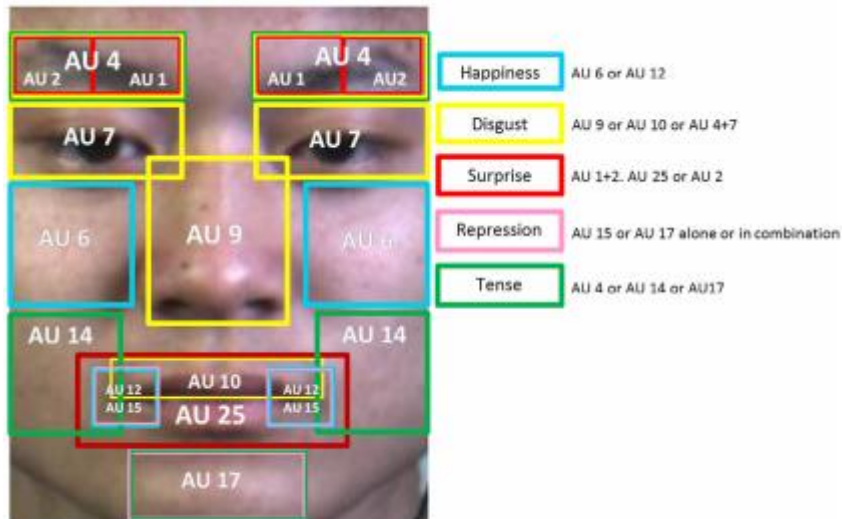 AU 4
AU 4
AU 2
AU 1
AU 1
AU2
AU 7
AU 7
AU 6
AU 9
AU 6
AU 14
AU 14
AU 10
AU 12
AU 12
AU 15
AU 15
AU 25
AU 17
Happiness AU 6 or AU 12
Disgust AU 9 or AU 10 or AU 4+7
Surprise AU 1+2. AU 25 or AU 2
Repression AU 15 or AU 17 alone or in combination
Tense AU 4 or AU 14 or AU17